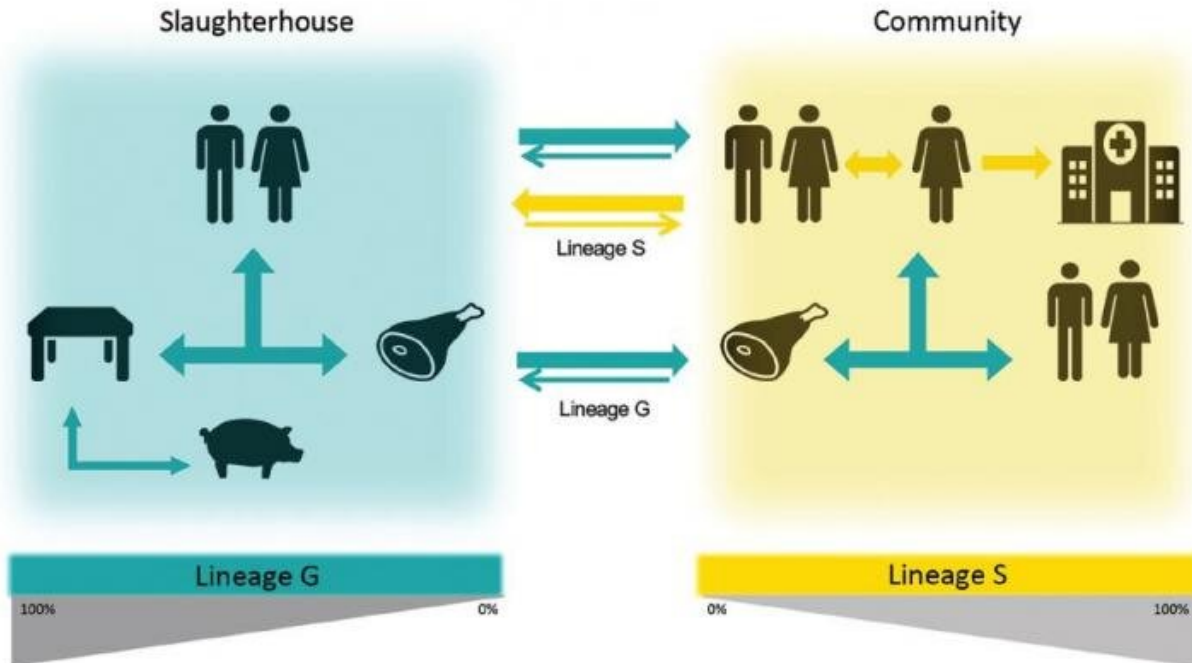 Slaughterhouse
Community
Lineage S
Lineage G
Lineage G
Lineage S
100%
0%
0%
100%